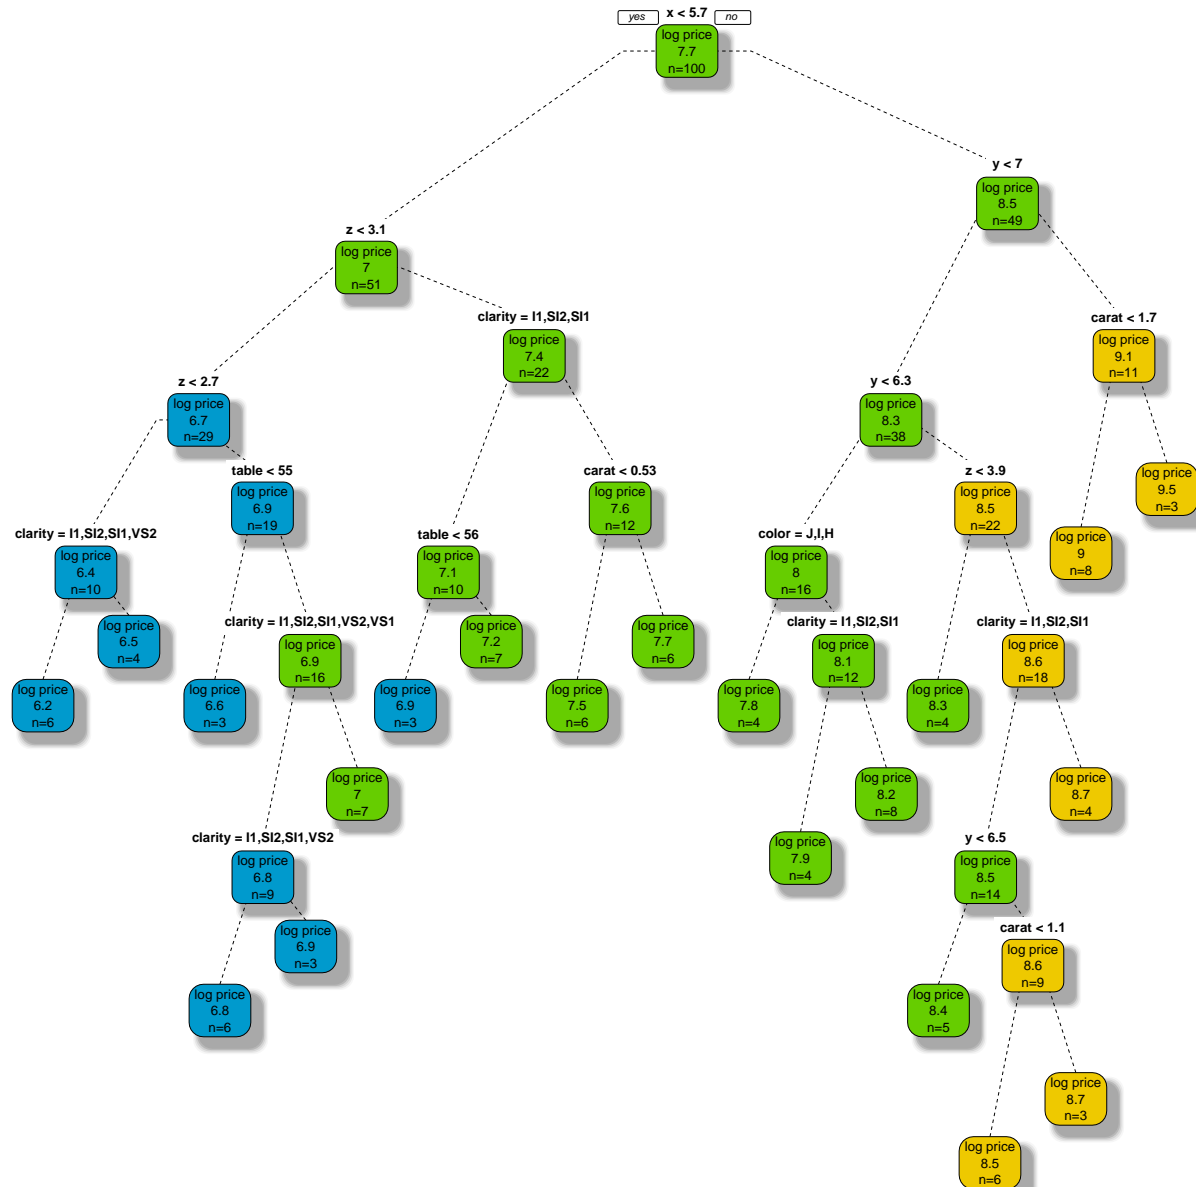 x < 5.7
yes
no
log price
7.7
n=100
y < 7
log price
8.5
n=49
z < 3.1
log price
7
n=51
clarity = I1,SI2,SI1
log price
7.4
n=22
carat < 1.7
log price
9.1
n=11
z < 2.7
log price
6.7
n=29
y < 6.3
log price
8.3
n=38
table < 55
log price
6.9
n=19
carat < 0.53
log price
7.6
n=12
z < 3.9
log price
8.5
n=22
log price
9.5
n=3
clarity = I1,SI2,SI1,VS2
log price
6.4
n=10
table < 56
log price
7.1
n=10
color = J,I,H
log price
8
n=16
log price
9
n=8
log price
6.5
n=4
clarity = I1,SI2,SI1,VS2,VS1
log price
6.9
n=16
log price
7.2
n=7
log price
7.7
n=6
clarity = I1,SI2,SI1
log price
8.1
n=12
clarity = I1,SI2,SI1
log price
8.6
n=18
log price
6.2
n=6
log price
6.6
n=3
log price
6.9
n=3
log price
7.5
n=6
log price
7.8
n=4
log price
8.3
n=4
log price
7
n=7
log price
8.2
n=8
log price
8.7
n=4
clarity = I1,SI2,SI1,VS2
log price
6.8
n=9
log price
7.9
n=4
y < 6.5
log price
8.5
n=14
log price
6.9
n=3
carat < 1.1
log price
8.6
n=9
log price
6.8
n=6
log price
8.4
n=5
log price
8.7
n=3
log price
8.5
n=6